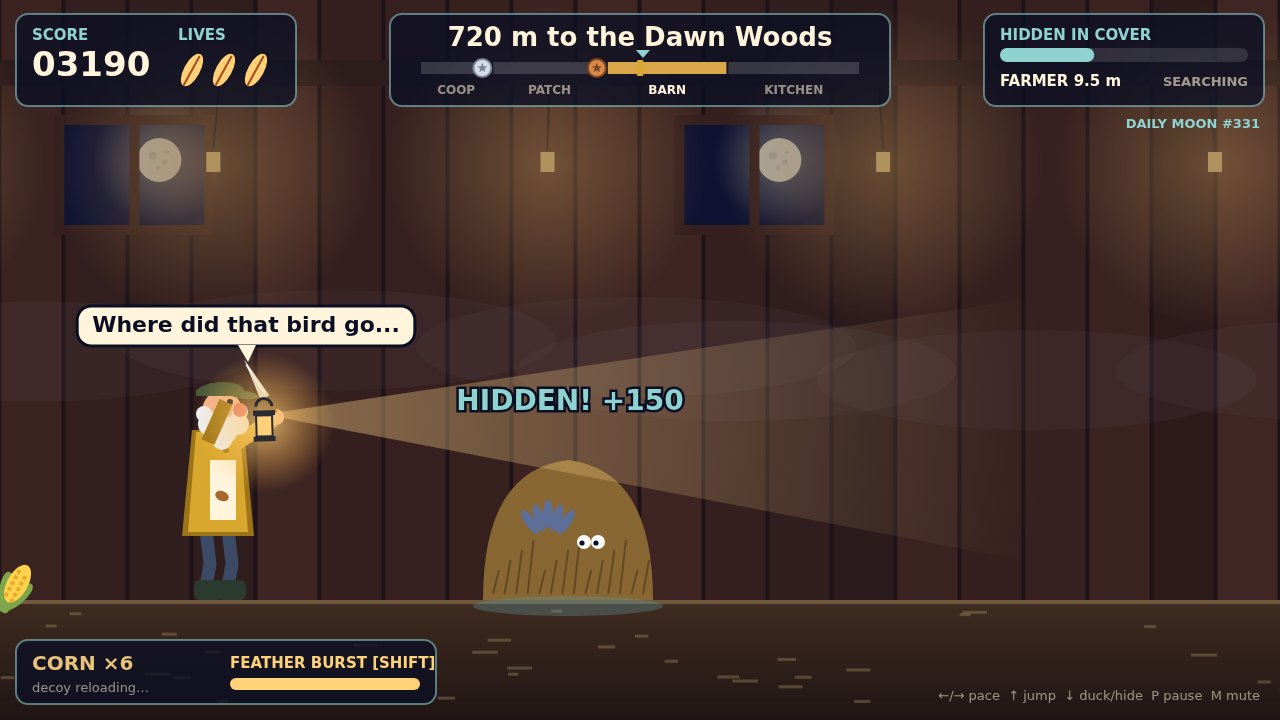 SCORE
03190
LIVES
720 m to the Dawn Woods
COOP
PATCH
BARN
KITCHEN
HIDDEN IN COVER
FARMER 9.5 m
SEARCHING
DAILY MOON #331
Where did that bird go...
HIDDEN! +150
CORN ×6
decoy reloading...
FEATHER BURST [SHIFT]
←/→ pace ↑ jump ↓ duck/hide P pause M mute